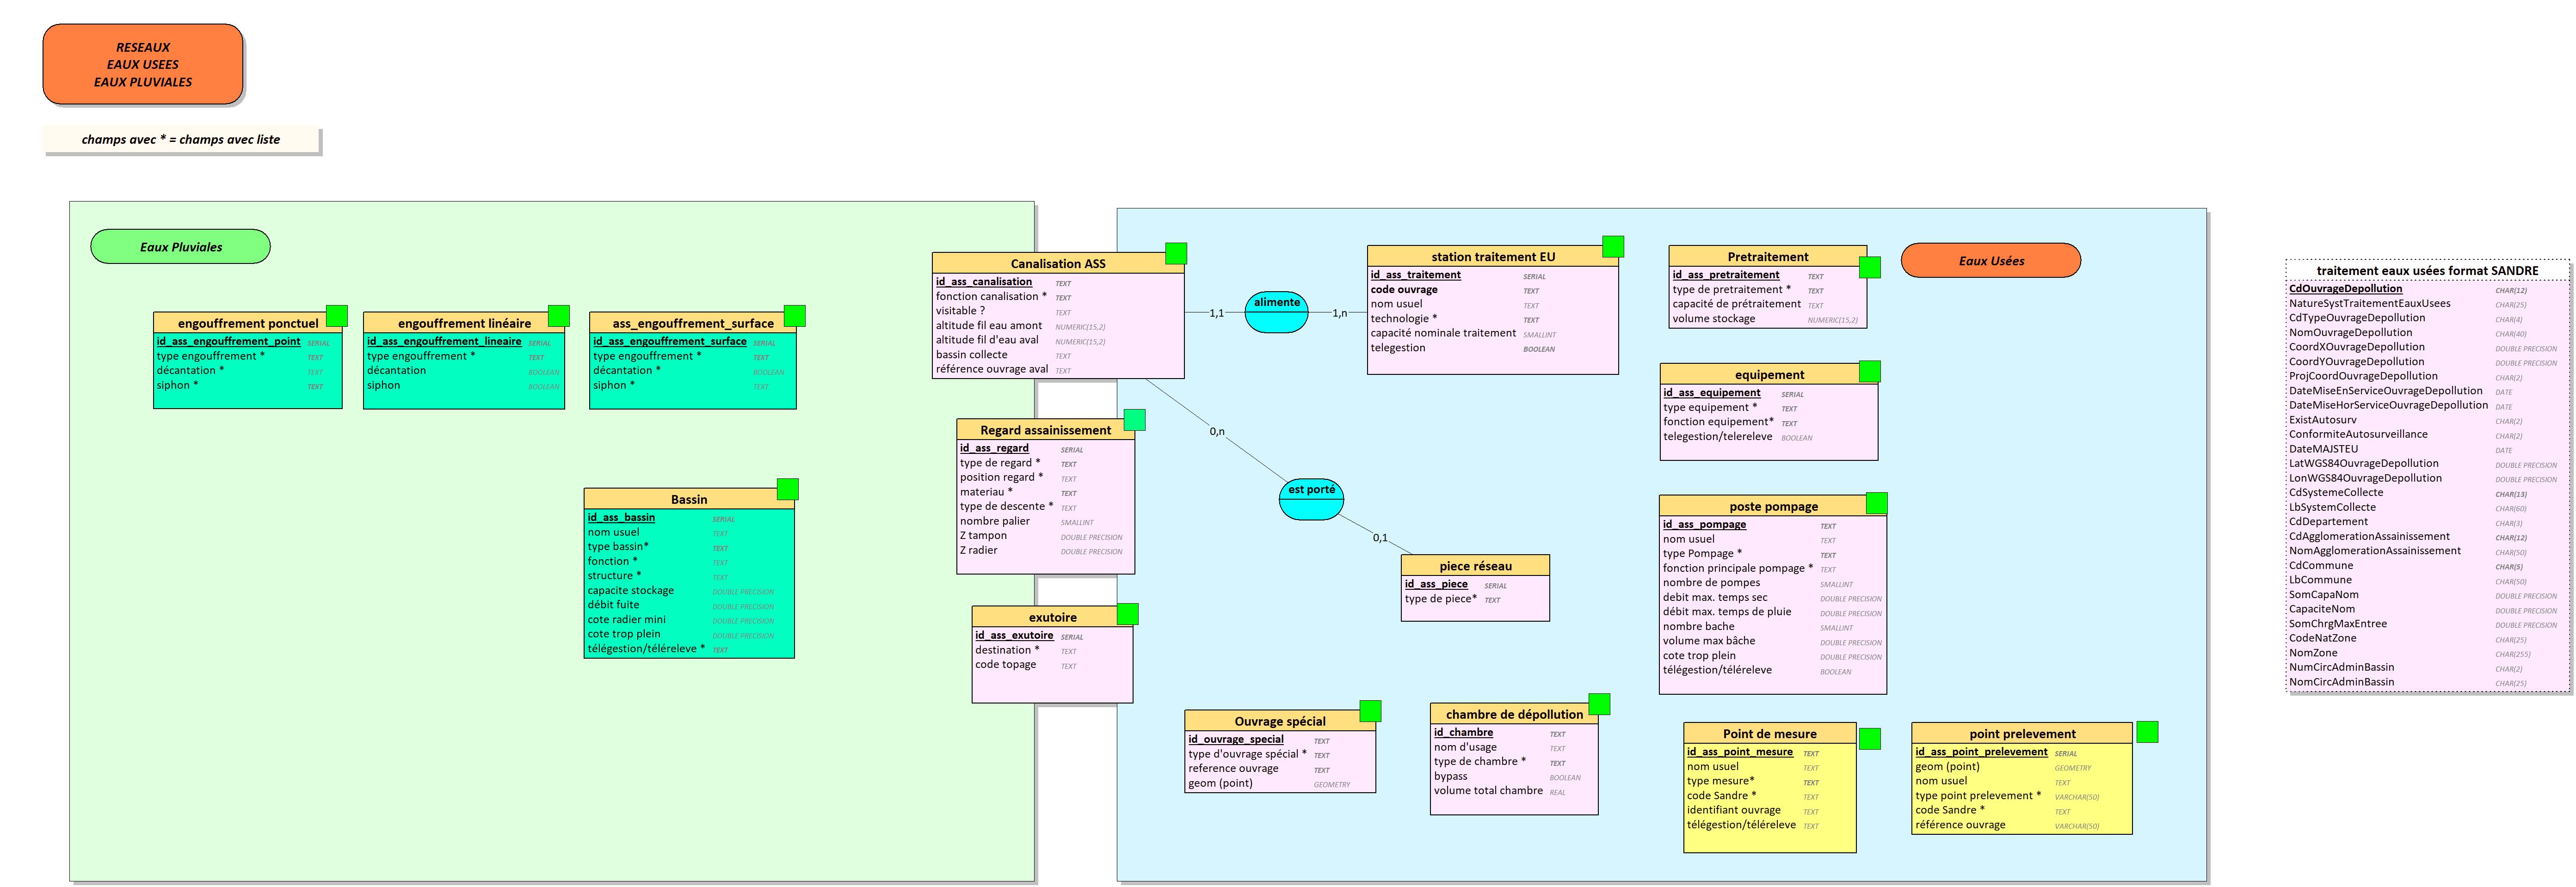 RESEAUX
EAUX USEES
EAUX PLUVIALES
champs avec * = champs avec liste
Eaux Pluviales
engouffrement ponctuel
id_ass_engouffrement_point SERIAL
type engouffrement * TEXT
décantation * TEXT
siphon * TEXT
engouffrement linéaire
id_ass_engouffrement_lineaire SERIAL
type engouffrement * TEXT
décantation BOOLEAN
siphon BOOLEAN
ass_engouffrement_surface
id_ass_engouffrement_surface SERIAL
type engouffrement * TEXT
décantation * BOOLEAN
siphon * TEXT
Bassin
id_ass_bassin SERIAL
nom usuel TEXT
type bassin* TEXT
fonction * TEXT
structure * TEXT
capacite stockage DOUBLE PRECISION
débit fuite DOUBLE PRECISION
cote radier mini DOUBLE PRECISION
cote trop plein DOUBLE PRECISION
télégestion/téléreleve * TEXT
Canalisation ASS
id_ass_canalisation TEXT
fonction canalisation * TEXT
visitable ? TEXT
altitude fil eau amont NUMERIC(15,2)
altitude fil d'eau aval NUMERIC(15,2)
bassin collecte TEXT
référence ouvrage aval TEXT
Regard assainissement
id_ass_regard SERIAL
type de regard * TEXT
position regard * TEXT
materiau * TEXT
type de descente * TEXT
nombre palier SMALLINT
Z tampon DOUBLE PRECISION
Z radier DOUBLE PRECISION
exutoire
id_ass_exutoire SERIAL
destination * TEXT
code topage TEXT
1,1
alimente
1,n
0,n
est porté
0,1
station traitement EU
id_ass_traitement SERIAL
code ouvrage TEXT
nom usuel TEXT
technologie * TEXT
capacité nominale traitement SMALLINT
telegestion BOOLEAN
piece réseau
id_ass_piece SERIAL
type de piece* TEXT
Ouvrage spécial
id_ouvrage_special TEXT
type d'ouvrage spécial * TEXT
reference ouvrage TEXT
geom (point) GEOMETRY
chambre de dépollution
id_chambre TEXT
nom d'usage TEXT
type de chambre * TEXT
bypass BOOLEAN
volume total chambre REAL
Pretraitement
id_ass_pretraitement TEXT
type de pretraitement * TEXT
capacité de prétraitement TEXT
volume stockage NUMERIC(15,2)
Eaux Usées
equipement
id_ass_equipement SERIAL
type equipement * TEXT
fonction equipement* TEXT
telegestion/telereleve BOOLEAN
poste pompage
id_ass_pompage TEXT
nom usuel TEXT
type Pompage * TEXT
fonction principale pompage * TEXT
nombre de pompes SMALLINT
debit max. temps sec DOUBLE PRECISION
débit max. temps de pluie DOUBLE PRECISION
nombre bache SMALLINT
volume max bâche DOUBLE PRECISION
cote trop plein DOUBLE PRECISION
télégestion/téléreleve BOOLEAN
Point de mesure
id_ass_point_mesure TEXT
nom usuel TEXT
type mesure* TEXT
code Sandre * TEXT
identifiant ouvrage TEXT
télégestion/téléreleve TEXT
point prelevement
id_ass_point_prelevement SERIAL
geom (point) GEOMETRY
nom usuel TEXT
type point prelevement * VARCHAR(50)
code Sandre * TEXT
référence ouvrage VARCHAR(50)
traitement eaux usées format SANDRE
CdOuvrageDepollution CHAR(12)
NatureSystTraitementEauxUsees CHAR(25)
CdTypeOuvrageDepollution CHAR(4)
NomOuvrageDepollution CHAR(40)
CoordXOuvrageDepollution DOUBLE PRECISION
CoordYOuvrageDepollution DOUBLE PRECISION
ProjCoordOuvrageDepollution CHAR(2)
DateMiseEnServiceOuvrageDepollution DATE
DateMiseHorServiceOuvrageDepollution DATE
ExistAutosurv CHAR(2)
ConformiteAutosurveillance CHAR(2)
DateMAJSTEU DATE
LatWGS84OuvrageDepollution DOUBLE PRECISION
LonWGS84OuvrageDepollution DOUBLE PRECISION
CdSystemeCollecte CHAR(13)
LbSystemCollecte CHAR(60)
CdDepartement CHAR(3)
CdAgglomerationAssainissement CHAR(12)
NomAgglomerationAssainissement CHAR(50)
CdCommune CHAR(5)
LbCommune CHAR(50)
SomCapaNom DOUBLE PRECISION
CapaciteNom DOUBLE PRECISION
SomChrgMaxEntree DOUBLE PRECISION
CodeNatZone CHAR(25)
NomZone CHAR(255)
NumCircAdminBassin CHAR(2)
NomCircAdminBassin CHAR(25)